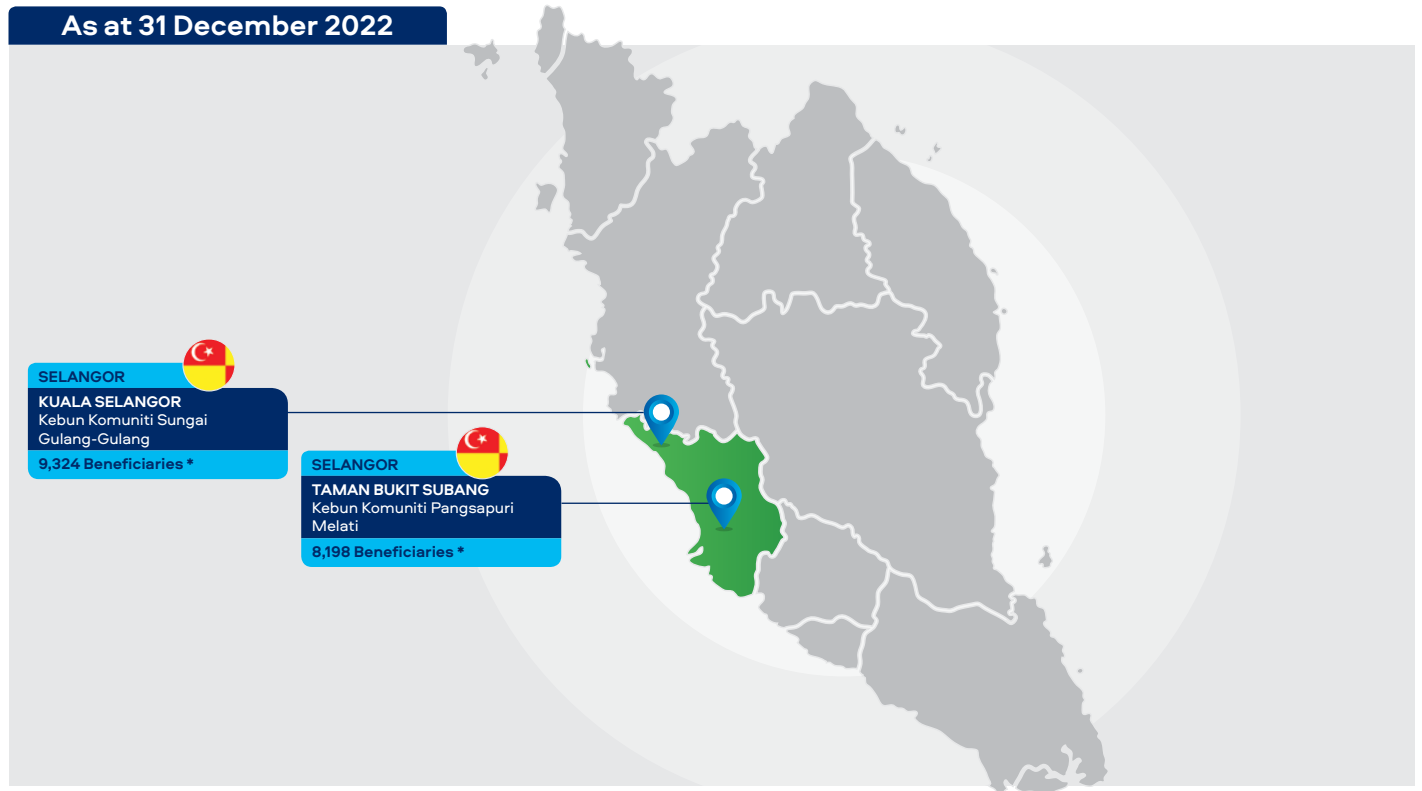 As at 31 December 2022
SELANGOR
KUALA SELANGOR
Kebun Komuniti Sungai
Gulang-Gulang
9,324 Beneficiaries *
SELANGOR
TAMAN BUKIT SUBANG
Kebun Komuniti Pangsapuri
Melati
8,198 Beneficiaries *